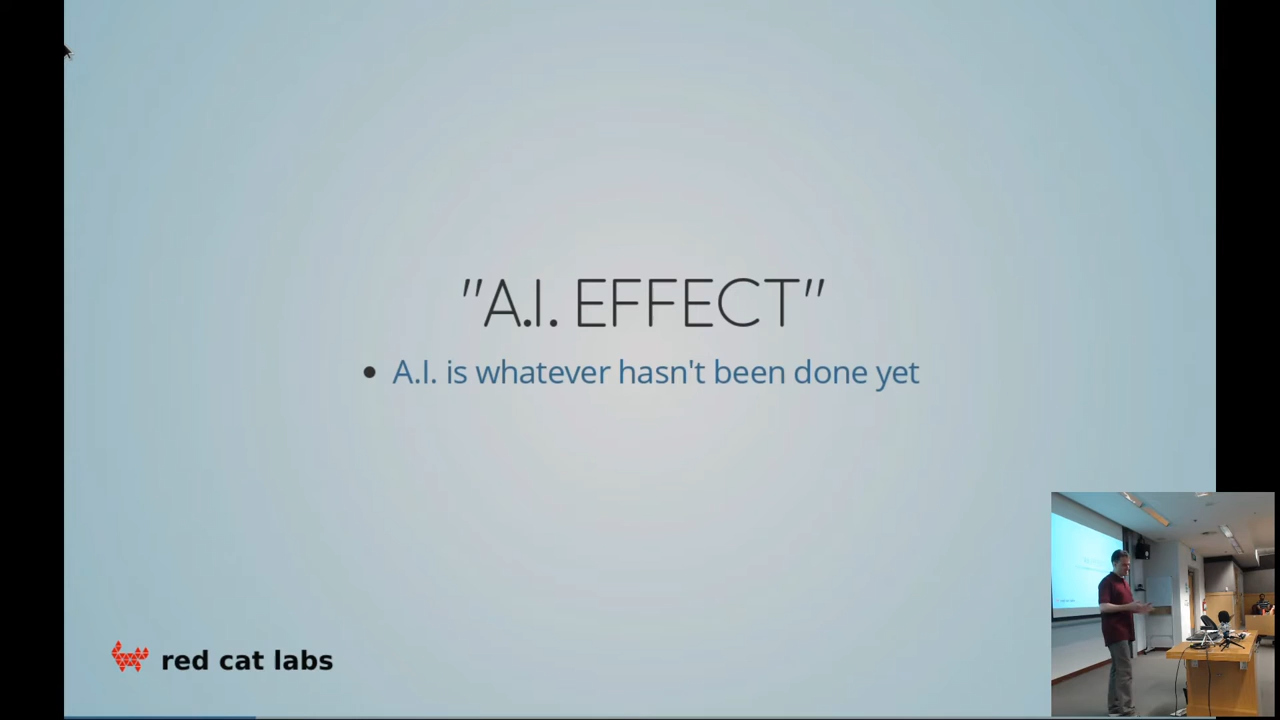 "A.I. EFFECT"
A.I. is whatever hasn't been done yet
red cat labs